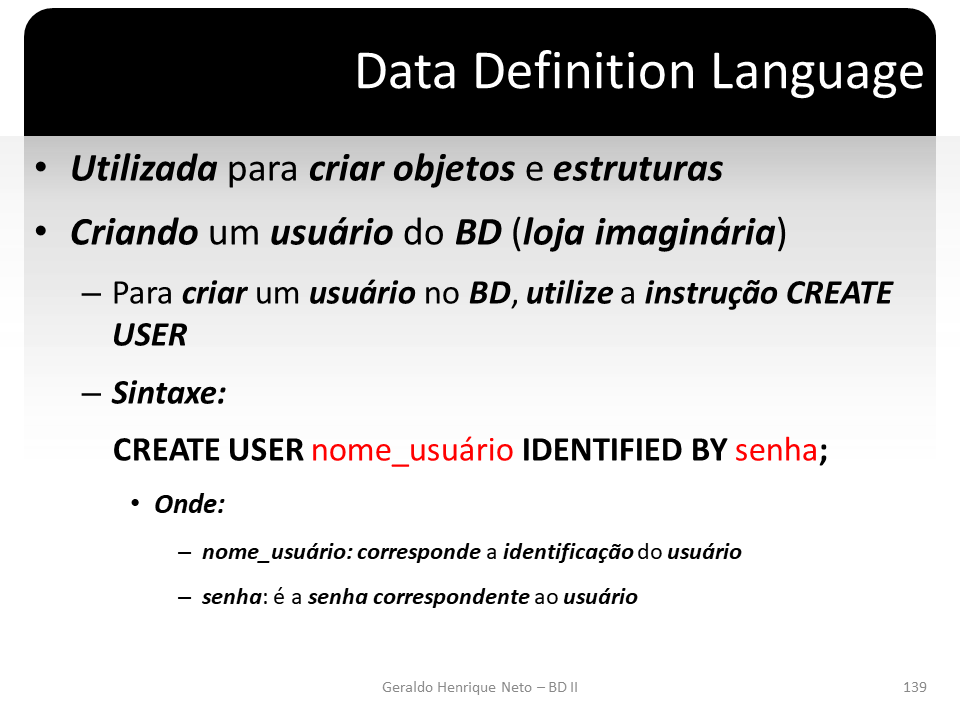 Data Definition Language
• Utilizada para criar objetos e estruturas
• Criando um usuário do BD (loja imaginária)
– Para criar um usuário no BD, utilize a instrução CREATE
USER
– Sintaxe:
CREATE USER nome_usuário IDENTIFIED BY senha;
• Onde:
– nome_usuário: corresponde a identificação do usuário
– senha: é a senha correspondente ao usuário
Geraldo Henrique Neto – BD II
139